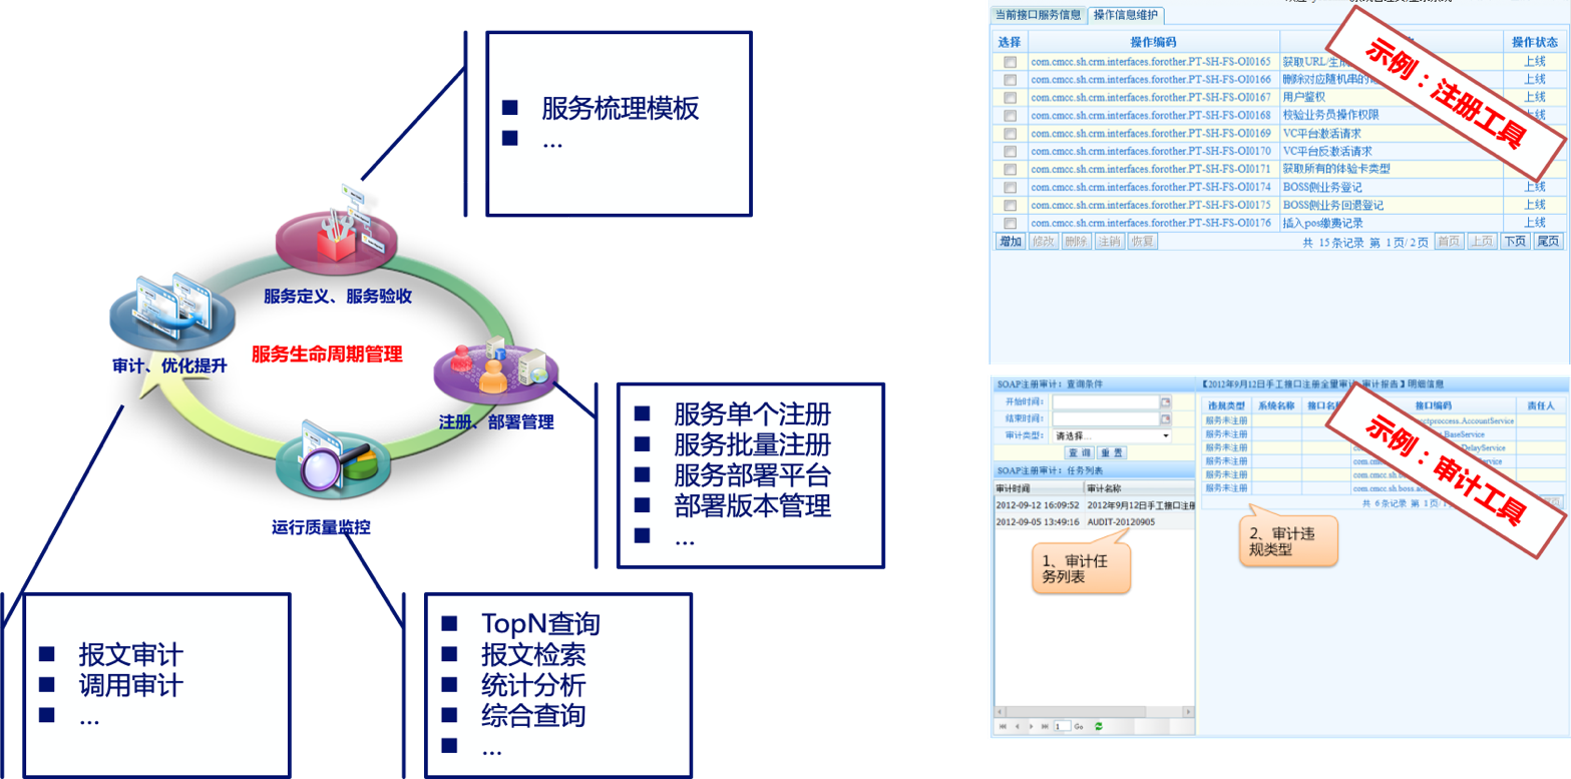 服务梳理模板
...
服务定义、服务验收
审计、优化提升
服务生命周期管理
注册、部署管理
运行质量监控
服务单个注册
服务批量注册
服务部署平台
部署版本管理
...
报文审计
调用审计
...
TopN查询
报文检索
统计分析
综合查询
...
当前接口服务信息 操作信息维护
选择 操作编码 操作状态
com.cmcc.sh.crm.interfaces.forother.PT-SH-FS-OI0165 获取URL/生 上线
com.cmcc.sh.crm.interfaces.forother.PT-SH-FS-OI0166 删除对应随机串的 上线
com.cmcc.sh.crm.interfaces.forother.PT-SH-FS-OI0167 用户鉴权 上线
com.cmcc.sh.crm.interfaces.forother.PT-SH-FS-OI0168 校验业务员操作权限 上线
com.cmcc.sh.crm.interfaces.forother.PT-SH-FS-OI0169 VC平台激活请求 上线
com.cmcc.sh.crm.interfaces.forother.PT-SH-FS-OI0170 VC平台反激活请求
com.cmcc.sh.crm.interfaces.forother.PT-SH-FS-OI0171 获取所有的体验卡类型
com.cmcc.sh.crm.interfaces.forother.PT-SH-FS-OI0174 BOSS侧业务登记 上线
com.cmcc.sh.crm.interfaces.forother.PT-SH-FS-OI0175 BOSS侧业务回退登记 上线
com.cmcc.sh.crm.interfaces.forother.PT-SH-FS-OI0176 插入pos缴费记录 上线
增加 修改 删除 注销 恢复 共 15条记录 第 1页/2页 首页 上页 下页 尾页
示例：注册工具
SOAP注册审计：查询条件
开始时间：
结束时间：
审计类型： 请选择...
查 询 重 置
SOAP注册审计：任务列表
审计时间 审计名称
2012-09-12 16:09:52 2012年9月12日手工接口注册
2012-09-05 13:49:16 AUDIT-20120905
1、审计任
务列表
1 Go
【2012年9月12日手工接口注册全量审计 审计报告】明细信息
违规类型 系统名称 接口名称 接口编码 责任人
服务未注册 proccess.AccountService
服务未注册 BaseService
服务未注册 DelayService
服务未注册 com.cmc
服务未注册 com.cmcc.sh
服务未注册 com.cmcc.sh.boss
共 6条记录 第 1页
2、审计违
规类型
示例：审计工具